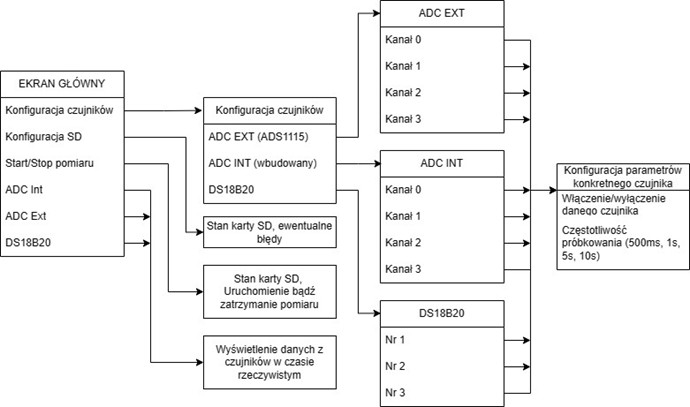 EKRAN GŁÓWNY
Konfiguracja czujników
Konfiguracja SD
Start/Stop pomiaru
ADC Int
ADC Ext
DS18B20
Konfiguracja czujników
ADC EXT (ADS1115)
ADC INT (wbudowany)
DS18B20
Stan karty SD, ewentualne
błędy
Stan karty SD,
Uruchomienie bądź
zatrzymanie pomiaru
Wyświetlenie danych z
czujników w czasie
rzeczywistym
ADC EXT
Kanał 0
Kanał 1
Kanał 2
Kanał 3
ADC INT
Kanał 0
Kanał 1
Kanał 2
Kanał 3
DS18B20
Nr 1
Nr 2
Nr 3
Konfiguracja parametrów
konkretnego czujnika
Włączenie/wyłączenie
danego czujnika
Częstotliwość
próbkowania (500ms, 1s,
5s, 10s)